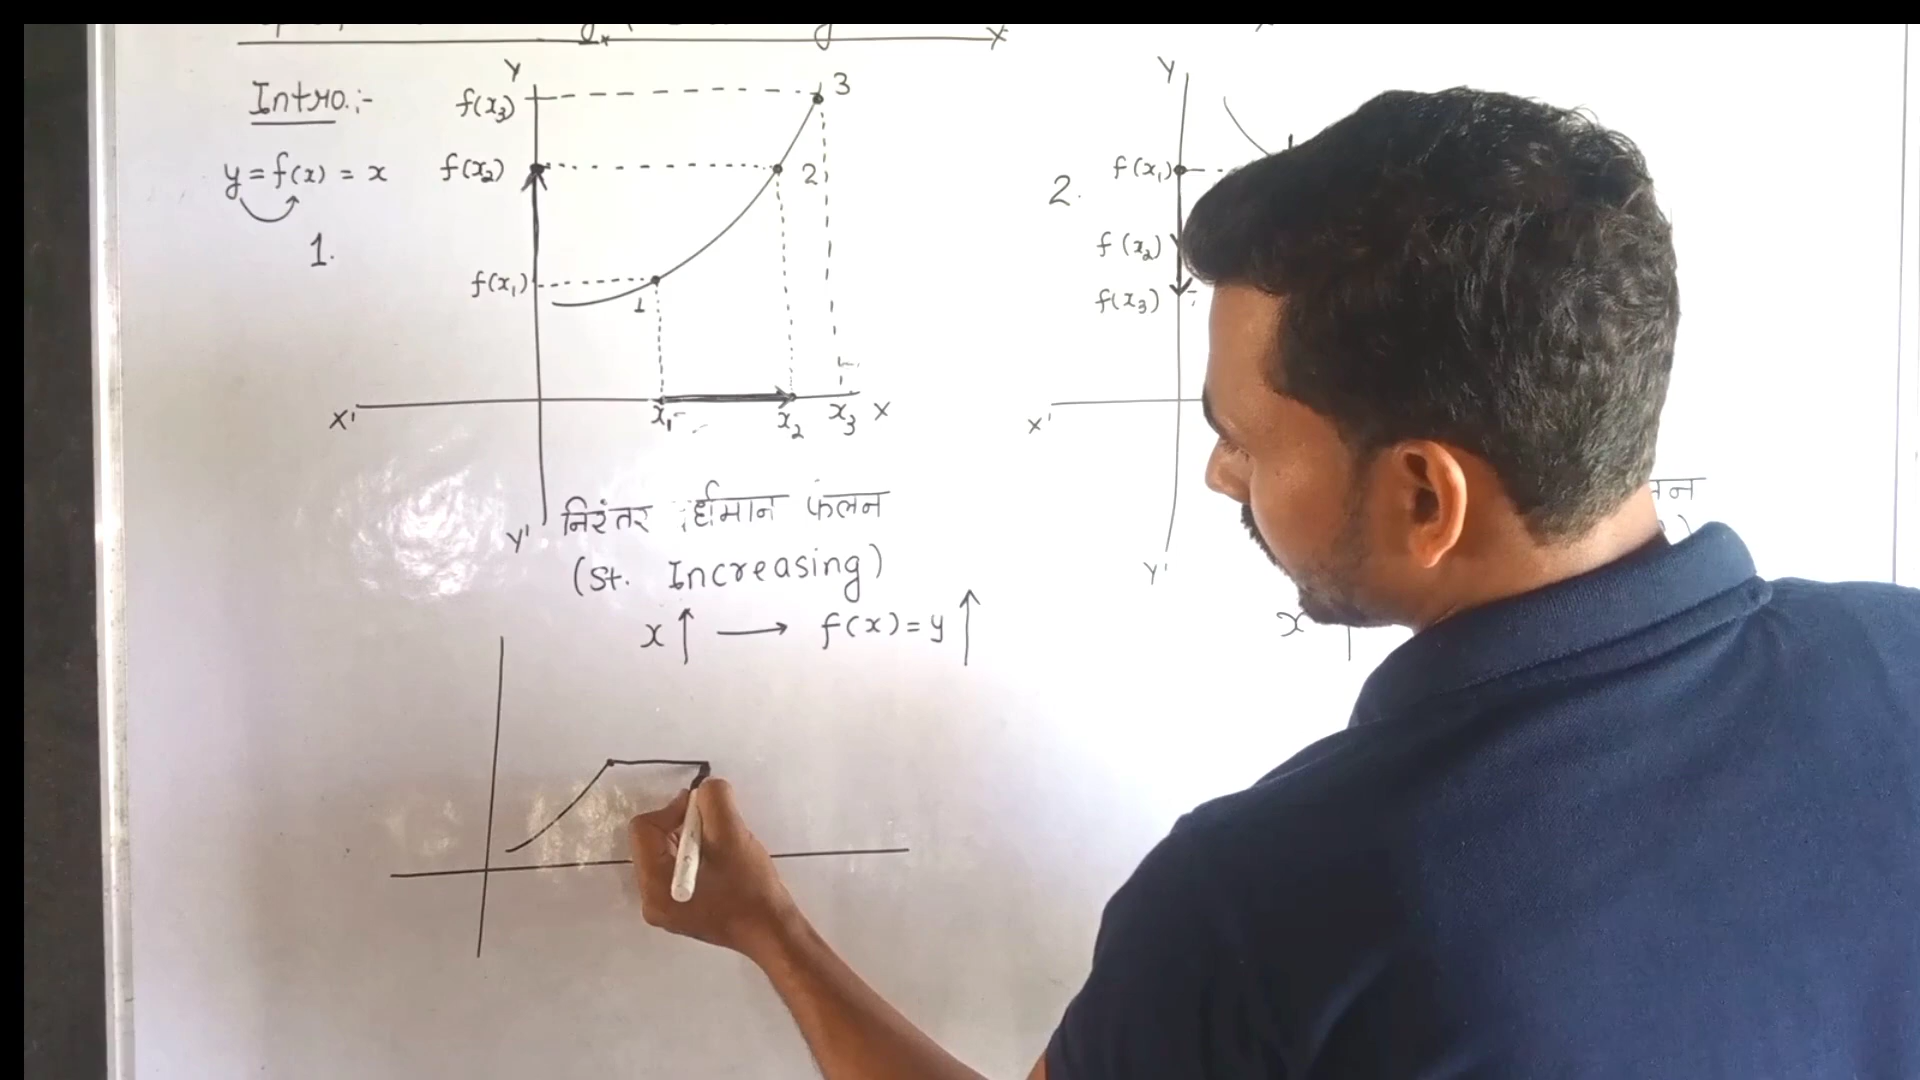 Intro.:-
y = f(x) = x
1.
Y
f(x₃)
3
f(x₂)
2
f(x₁)
1
X'
x₁
x₂
x₃
X
Y'
निरंतर फलन
(St. Increasing)
x↑ → f(x)=y↑
Y
2.
f(x₁)
f(x₂)
f(x₃)
X'
Y'
x